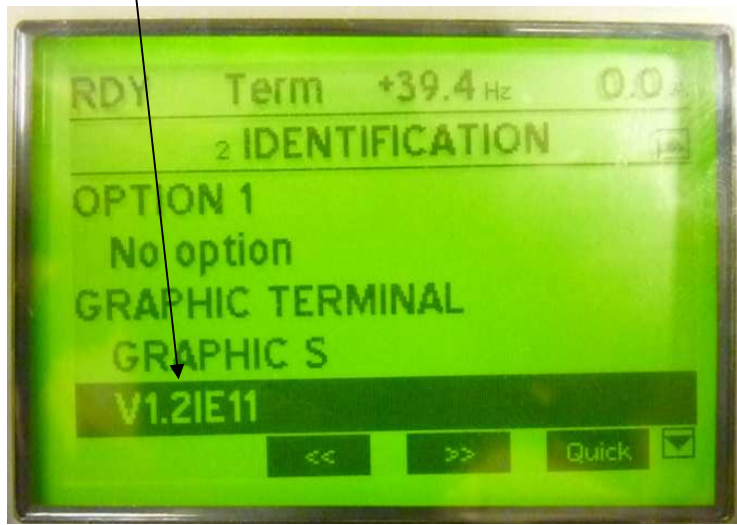 RDY Term +39.4 Hz 0.0 A
2 IDENTIFICATION
OPTION 1
No option
GRAPHIC TERMINAL
GRAPHIC S
V1.2IE11
<< >> Quick